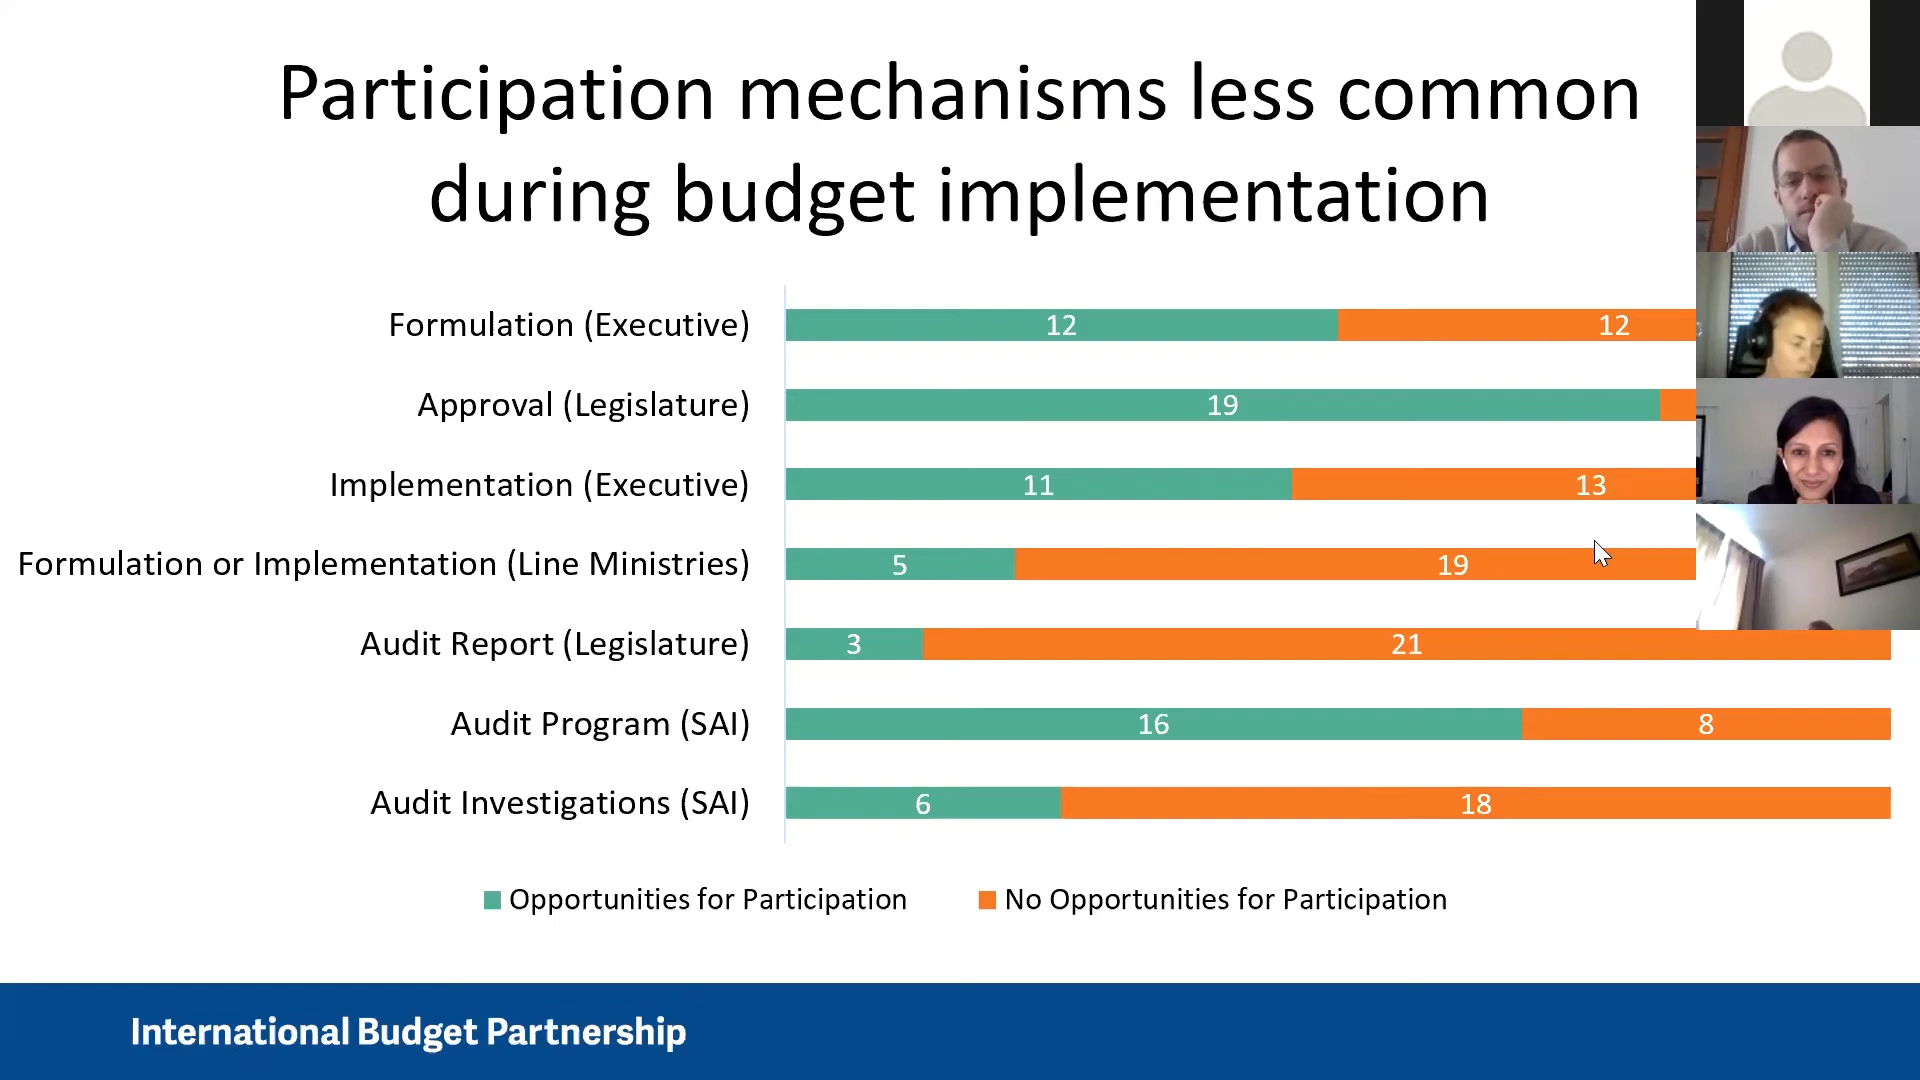 Participation mechanisms less common
during budget implementation
Formulation (Executive) 12 12
Approval (Legislature) 19
Implementation (Executive) 11 13
Formulation or Implementation (Line Ministries) 5 19
Audit Report (Legislature) 3 21
Audit Program (SAI) 16 8
Audit Investigations (SAI) 6 18
Opportunities for Participation No Opportunities for Participation
International Budget Partnership